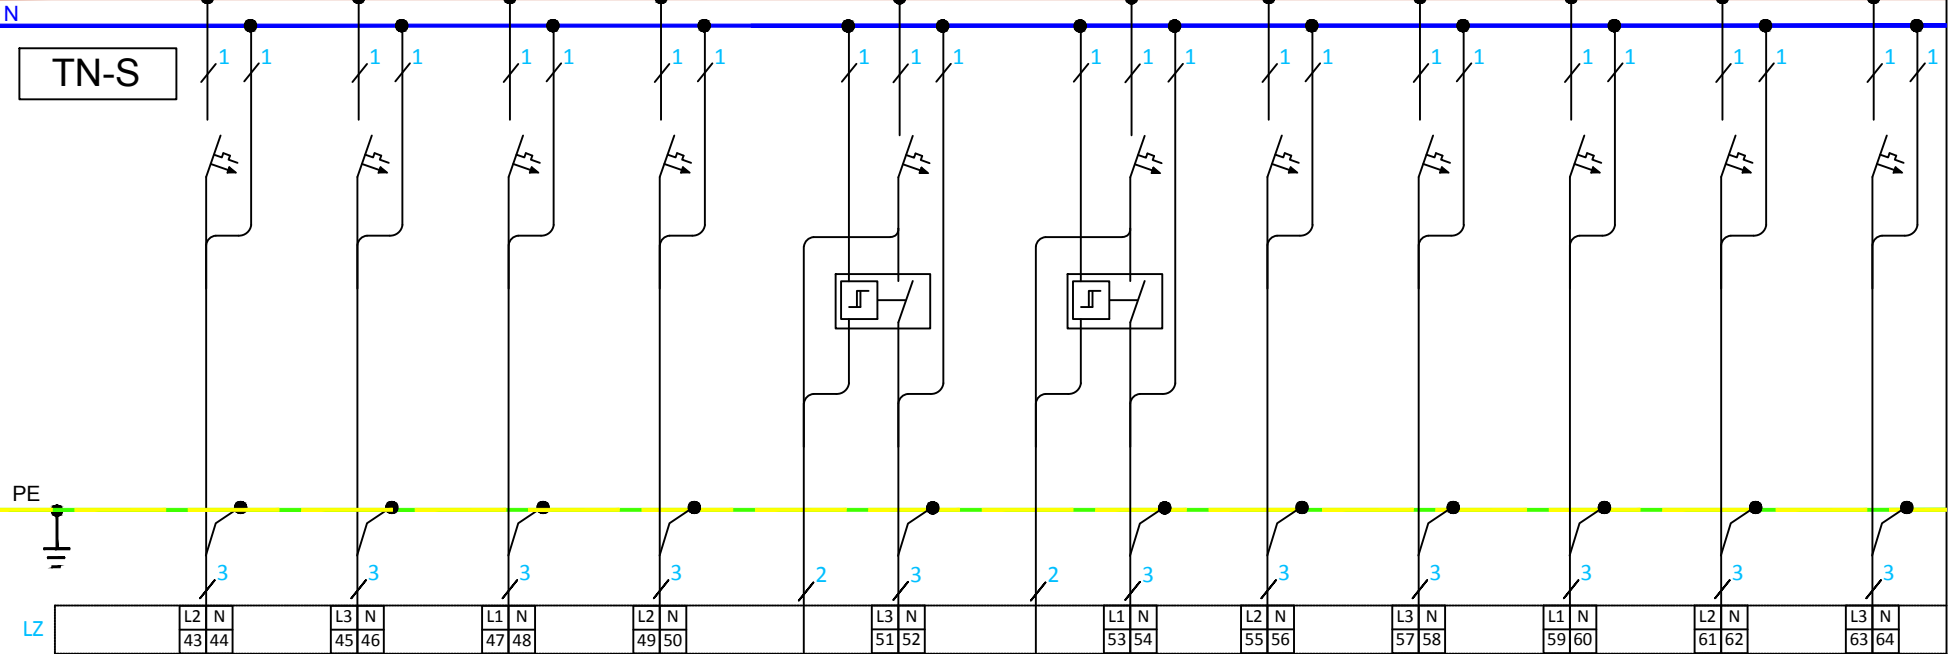 N
1 1 1 1 1 1 1 1 1 1 1 1 1 1 1 1 1 1 1 1 1 1 1 1
TN-S
PE
3 3 3 3 2 3 2 3 3 3 3 3 3
LZ
L2 N L3 N L1 N L2 N L3 N L1 N L2 N L3 N L1 N L2 N L3 N
43 44 45 46 47 48 49 50 51 52 53 54 55 56 57 58 59 60 61 62 63 64